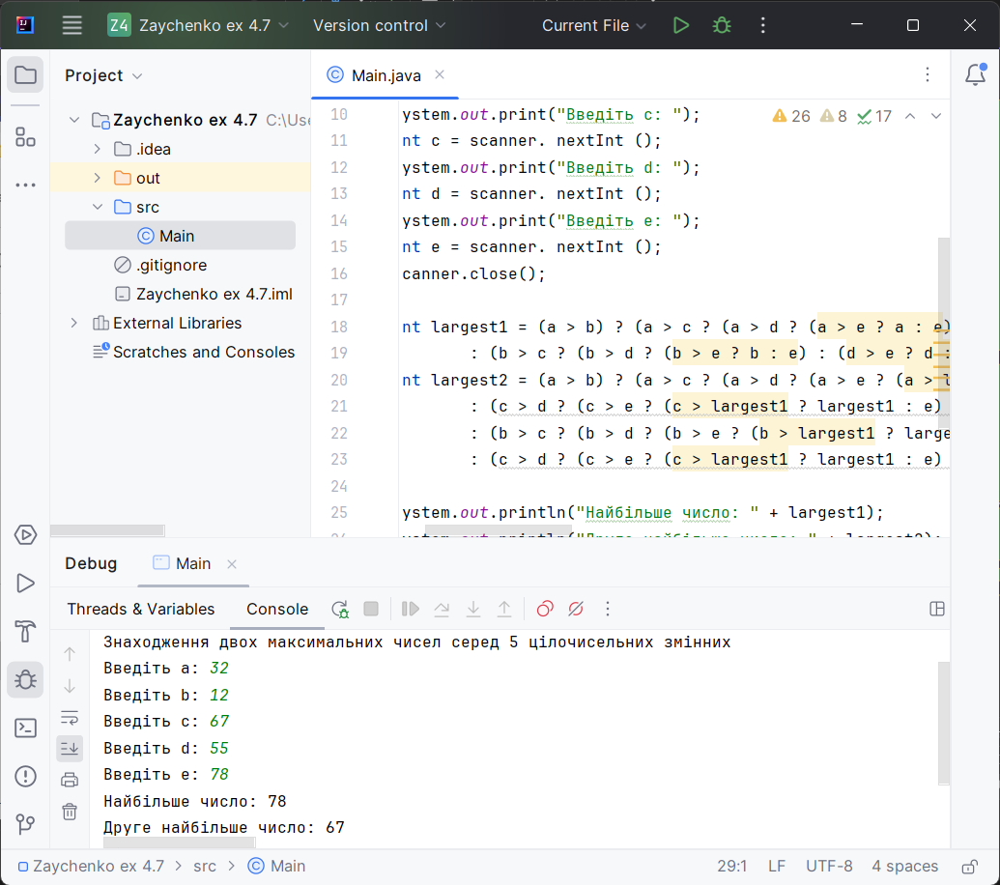 Z4 Zaychenko ex 4.7 Version control Current File
Project
Main.java
Zaychenko ex 4.7 C:\Use
.idea
out
src
Main
.gitignore
Zaychenko ex 4.7.iml
External Libraries
Scratches and Consoles
26 8 17
10 ystem.out.print("Введіть c: ");
11 nt c = scanner. nextInt ();
12 ystem.out.print("Введіть d: ");
13 nt d = scanner. nextInt ();
14 ystem.out.print("Введіть e: ");
15 nt e = scanner. nextInt ();
16 canner.close();
17
18 nt largest1 = (a > b) ? (a > c ? (a > d ? (a > e ? a : e)
19 : (b > c ? (b > d ? (b > e ? b : e) : (d > e ? d :
20 nt largest2 = (a > b) ? (a > c ? (a > d ? (a > e ? (a > l
21 : (c > d ? (c > e ? (c > largest1 ? largest1 : e)
22 : (b > c ? (b > d ? (b > e ? (b > largest1 ? large
23 : (c > d ? (c > e ? (c > largest1 ? largest1 : e)
24
25 ystem.out.println("Найбільше число: " + largest1);
Debug Main
Threads & Variables Console
Знаходження двох максимальних чисел серед 5 цілочисельних змінних
Введіть a: 32
Введіть b: 12
Введіть c: 67
Введіть d: 55
Введіть e: 78
Найбільше число: 78
Друге найбільше число: 67
Zaychenko ex 4.7 > src > Main 29:1 LF UTF-8 4 spaces